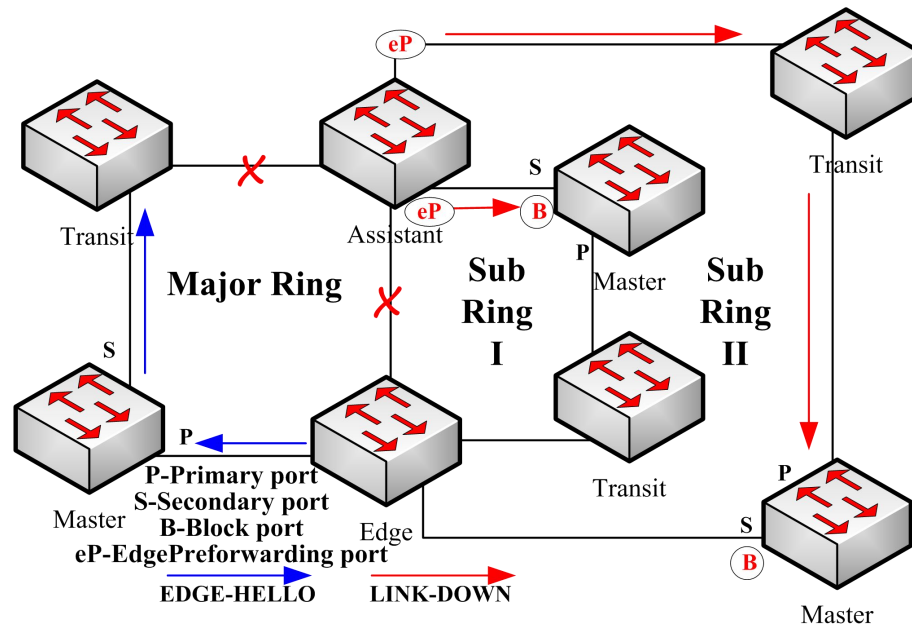 eP
Transit
S
Transit
Assistant
eP
B
P
Master
Major Ring
Sub
Ring
I
Sub
Ring
II
S
P
Master
Edge
Transit
P
S
B
Master
P-Primary port
S-Secondary port
B-Block port
eP-EdgePreforwarding port
EDGE-HELLO
LINK-DOWN